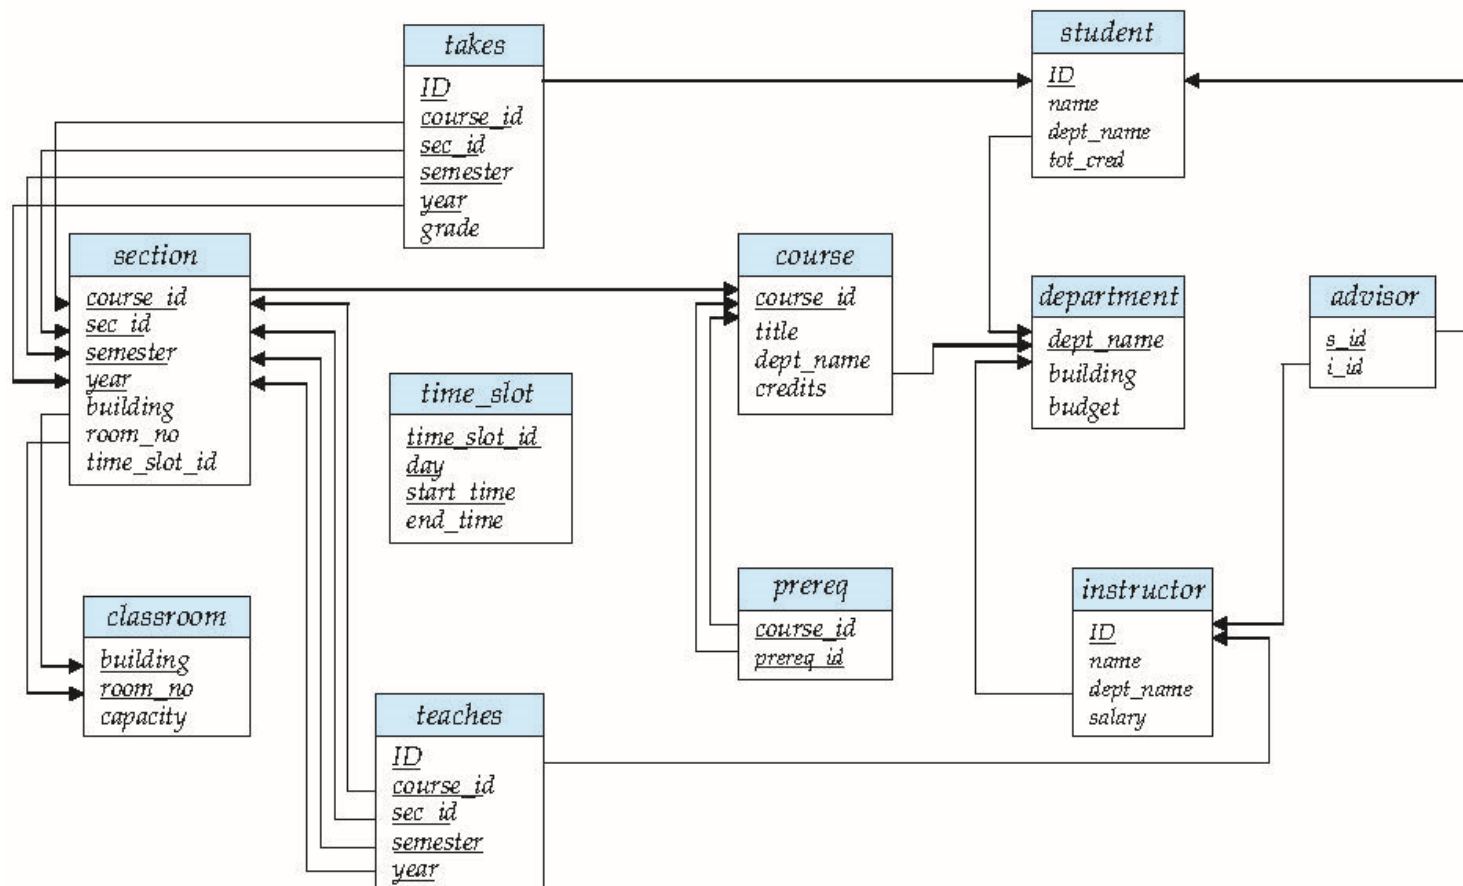 takes
ID
course_id
sec_id
semester
year
grade
student
ID
name
dept_name
tot_cred
section
course_id
sec_id
semester
year
building
room_no
time_slot_id
course
course_id
title
dept_name
credits
department
dept_name
building
budget
advisor
s_id
i_id
time_slot
time_slot_id
day
start_time
end_time
prereq
course_id
prereq_id
instructor
ID
name
dept_name
salary
classroom
building
room_no
capacity
teaches
ID
course_id
sec_id
semester
year